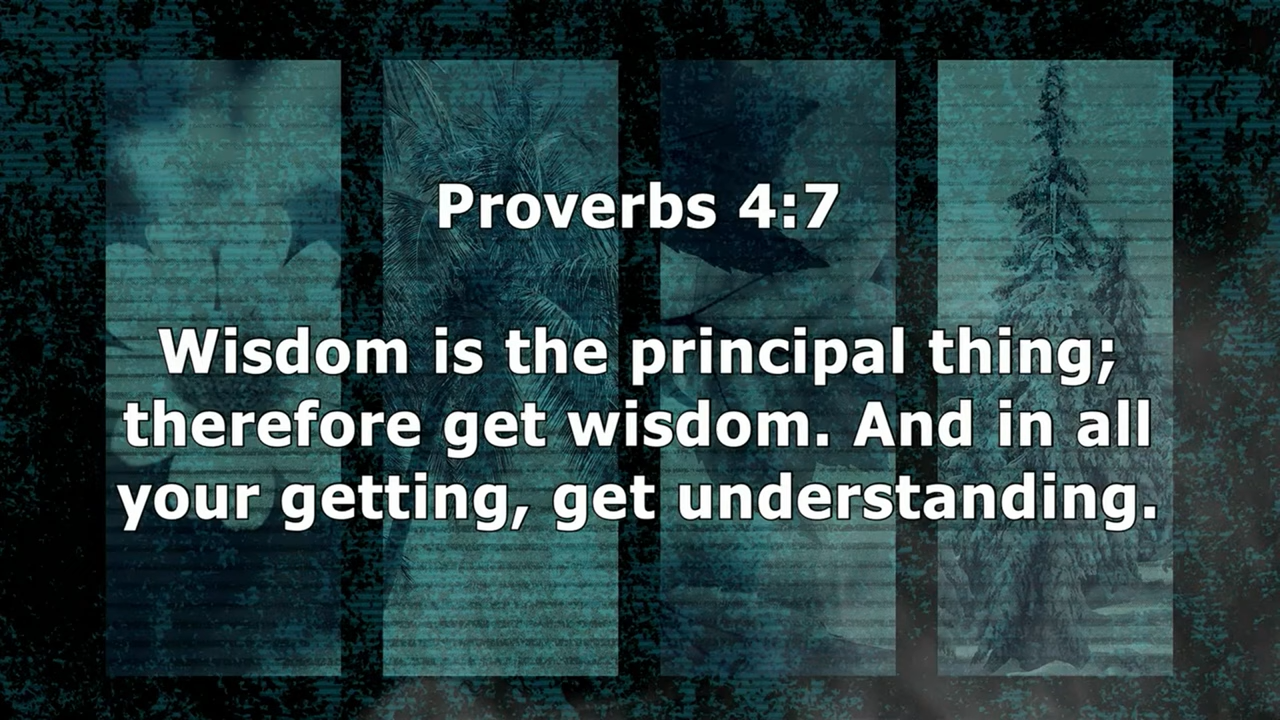 Proverbs 4:7
Wisdom is the principal thing;
therefore get wisdom. And in all
your getting, get understanding.